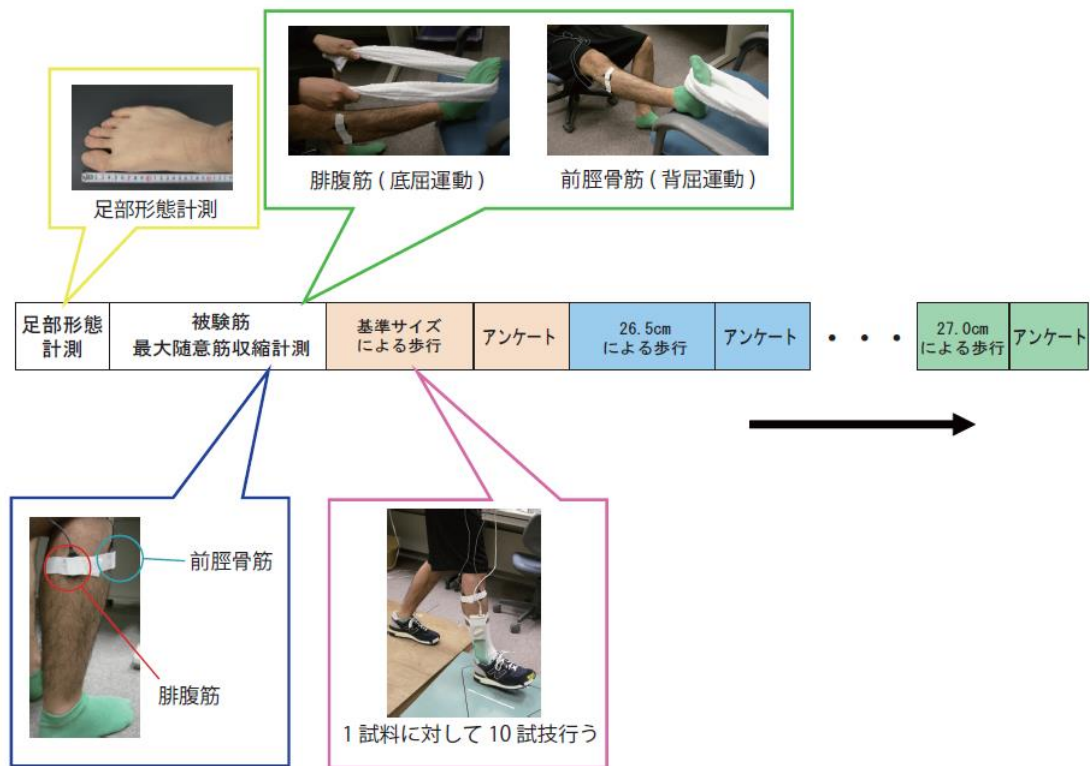 腓腹筋 ( 底屈運動 )
前脛骨筋 ( 背屈運動 )
足部形態計測
足部形態
計測
被験筋
最大随意筋収縮計測
基準サイズ
による歩行
アンケート
26.5cm
による歩行
アンケート
・・・
27.0cm
による歩行
アンケート
前脛骨筋
腓腹筋
1 試料に対して 10 試技行う